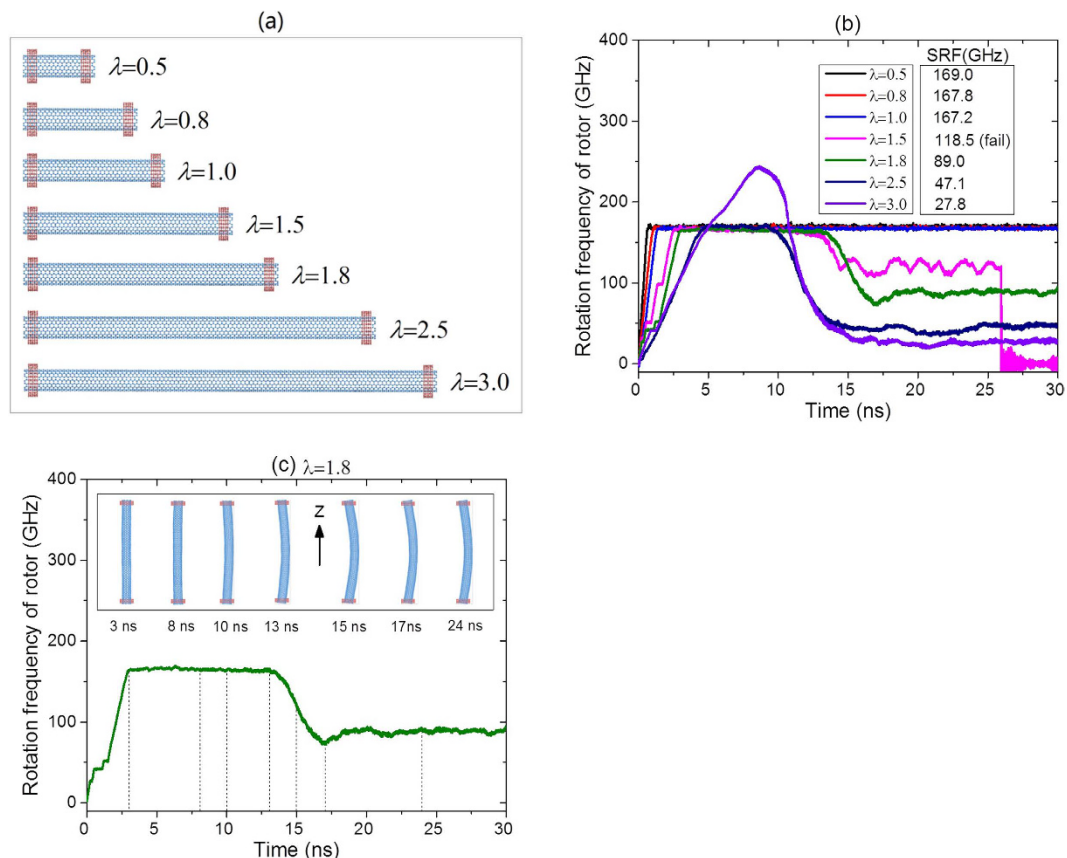 (a)
λ=0.5
λ=0.8
λ=1.0
λ=1.5
λ=1.8
λ=2.5
λ=3.0
(b)
Rotation frequency of rotor (GHz)
400
300
200
100
0
SRF(GHz)
λ=0.5 169.0
λ=0.8 167.8
λ=1.0 167.2
λ=1.5 118.5 (fail)
λ=1.8 89.0
λ=2.5 47.1
λ=3.0 27.8
0 5 10 15 20 25 30
Time (ns)
(c) λ=1.8
Rotation frequency of rotor (GHz)
400
300
200
100
0
Z
3 ns 8 ns 10 ns 13 ns 15 ns 17ns 24 ns
0 5 10 15 20 25 30
Time (ns)